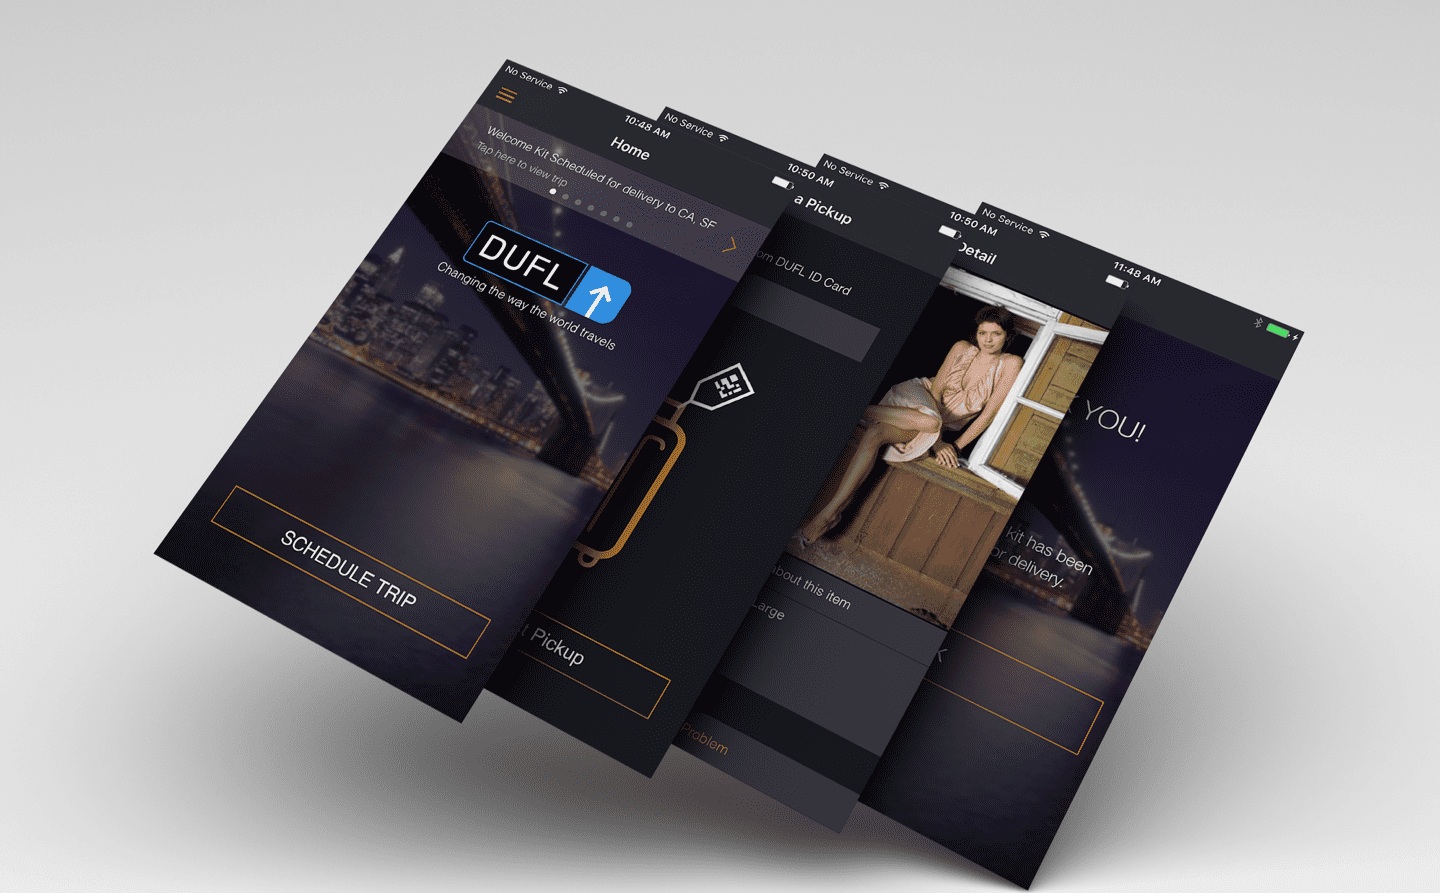 No Service
10:48 AM
Home
Welcome Kit Scheduled for delivery to CA, SF
Tap here to view trip
DUFL
Changing the way the world travels
SCHEDULE TRIP
No Service
10:50 AM
a Pickup
om DUFL ID Card
t Pickup
No Service
10:50 AM
Detail
about this item
Large
Problem
No Service
11:48 AM
YOU!
kit has been
or delivery.
K